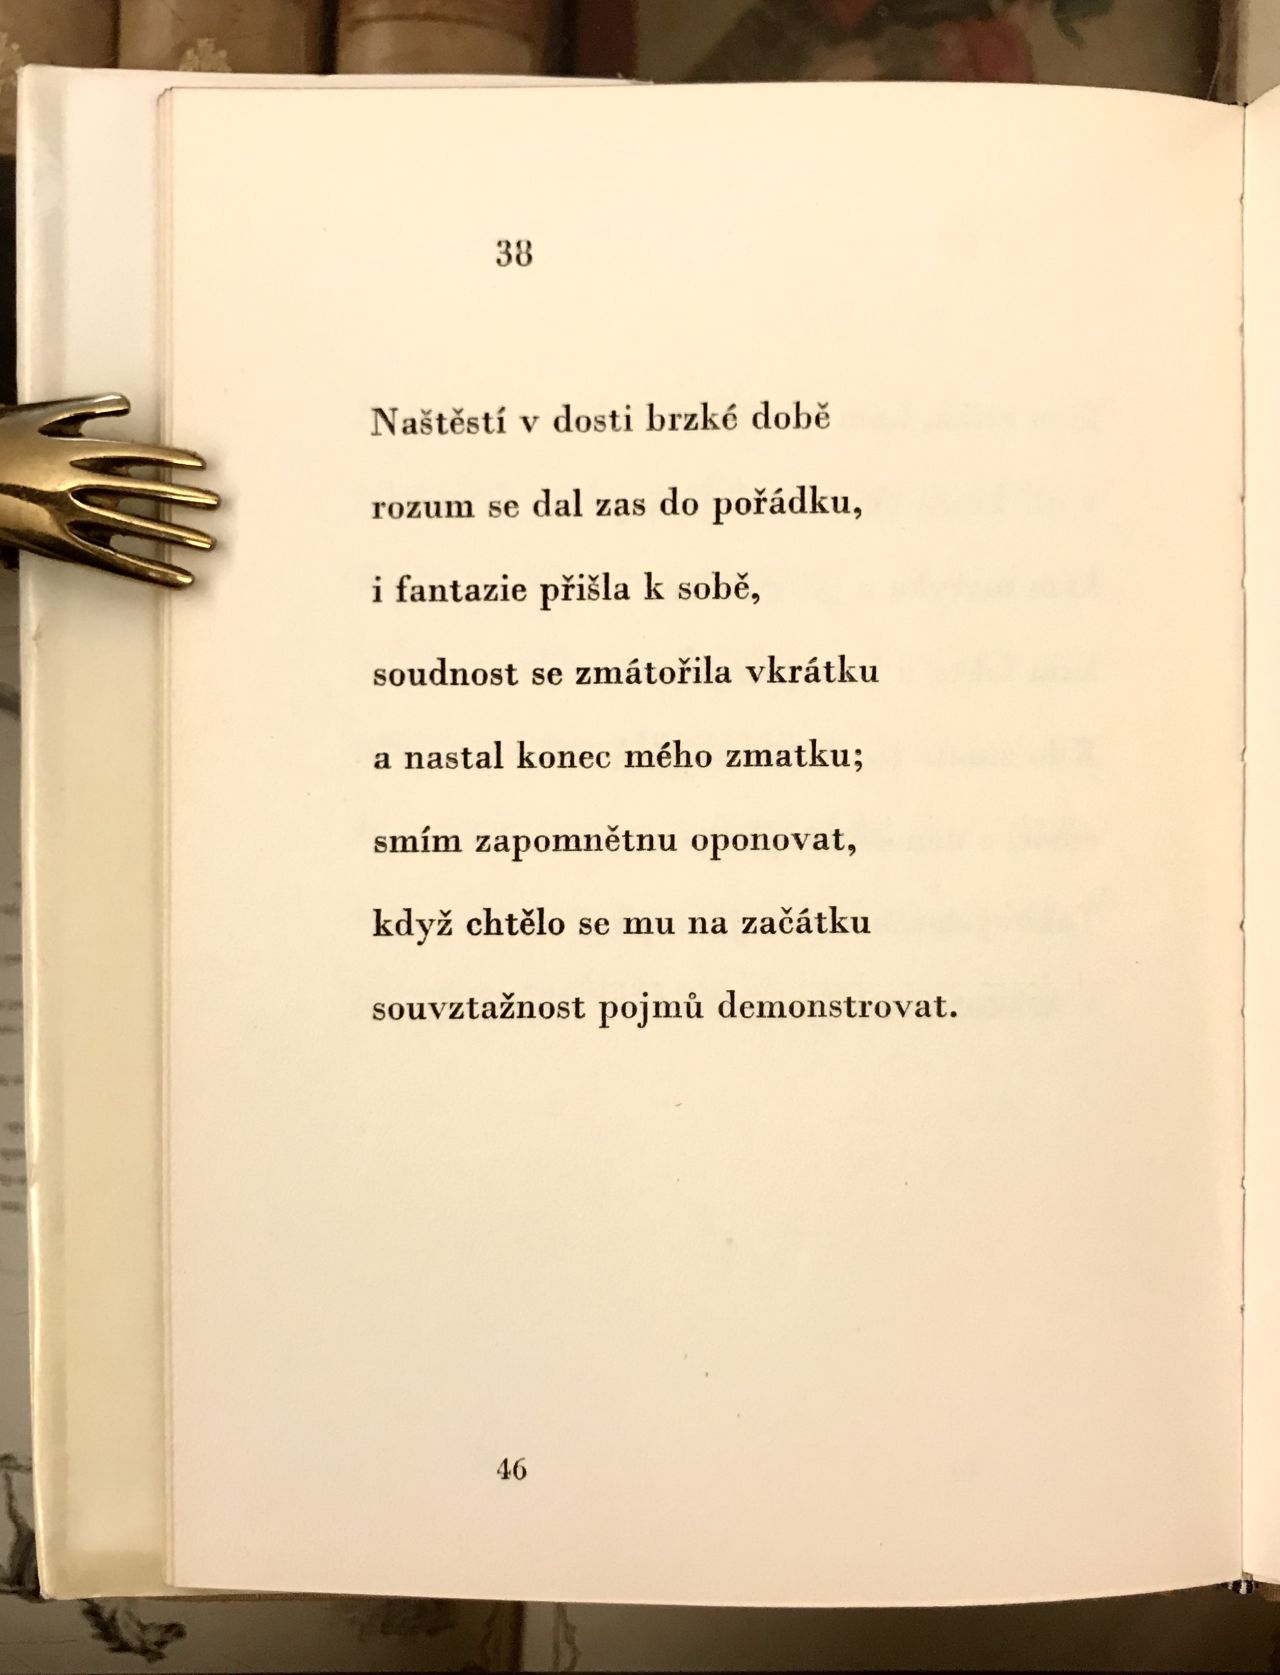 38
Naštěstí v dosti brzké době
rozum se dal zas do pořádku,
i fantazie přišla k sobě,
soudnost se zmátořila vkrátku
a nastal konec mého zmatku;
smím zapomnětnu oponovat,
když chtělo se mu na začátku
souvztažnost pojmů demonstrovat.
46